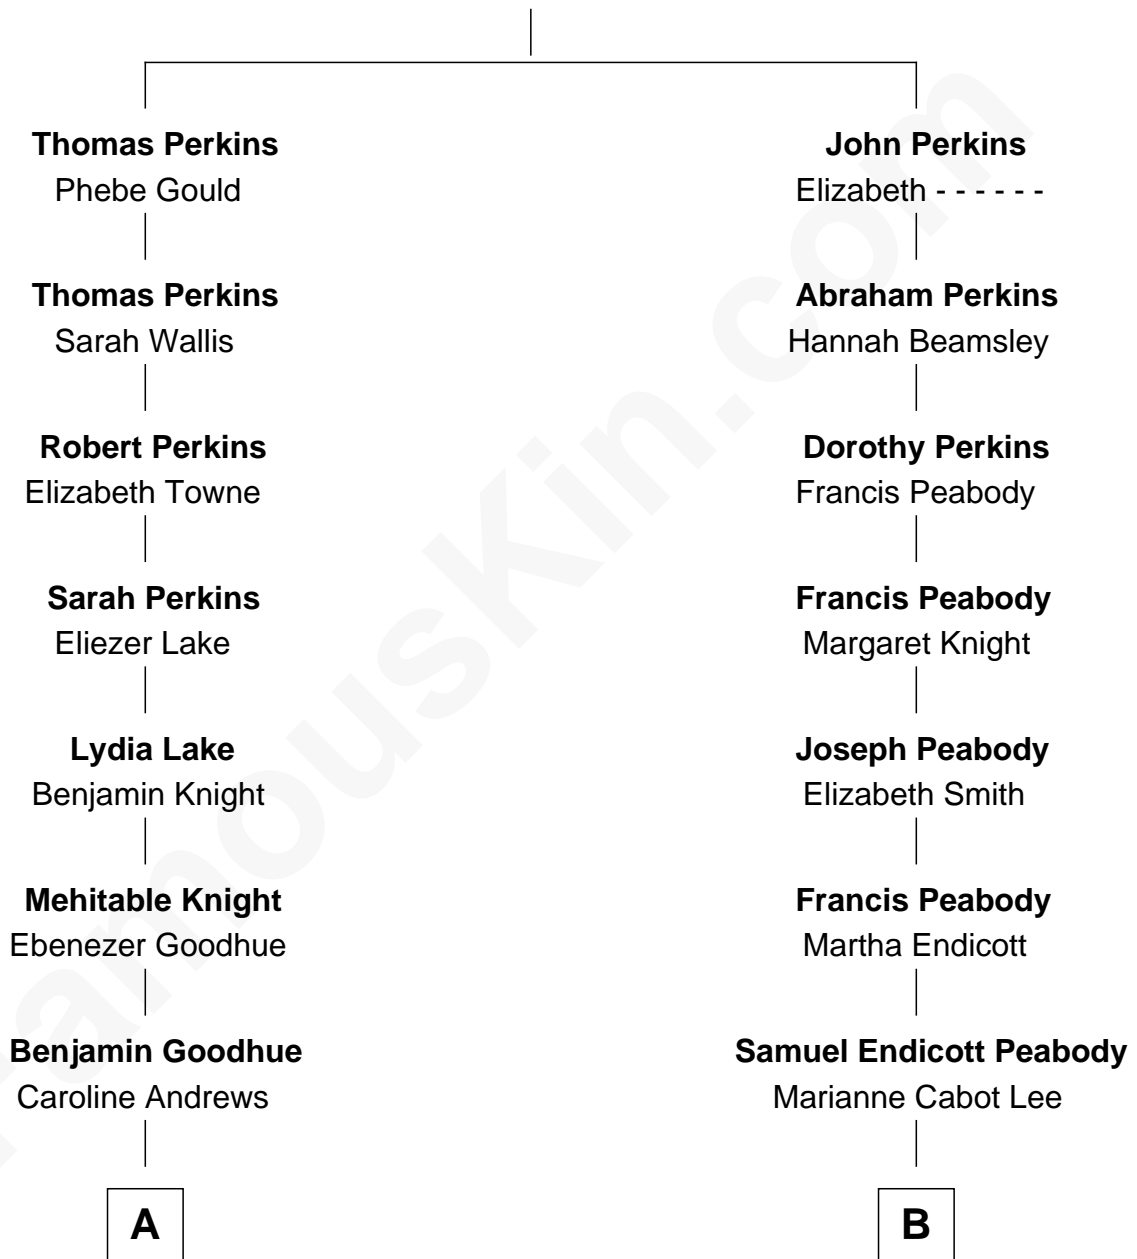 Thomas Perkins
Phebe Gould
Thomas Perkins
Sarah Wallis
Robert Perkins
Elizabeth Towne
Sarah Perkins
Eliezer Lake
Lydia Lake
Benjamin Knight
Mehitable Knight
Ebenezer Goodhue
Benjamin Goodhue
Caroline Andrews
A
John Perkins
Elizabeth - - - - - -
Abraham Perkins
Hannah Beamsley
Dorothy Perkins
Francis Peabody
Francis Peabody
Margaret Knight
Joseph Peabody
Elizabeth Smith
Francis Peabody
Martha Endicott
Samuel Endicott Peabody
Marianne Cabot Lee
B
FamousKin.com